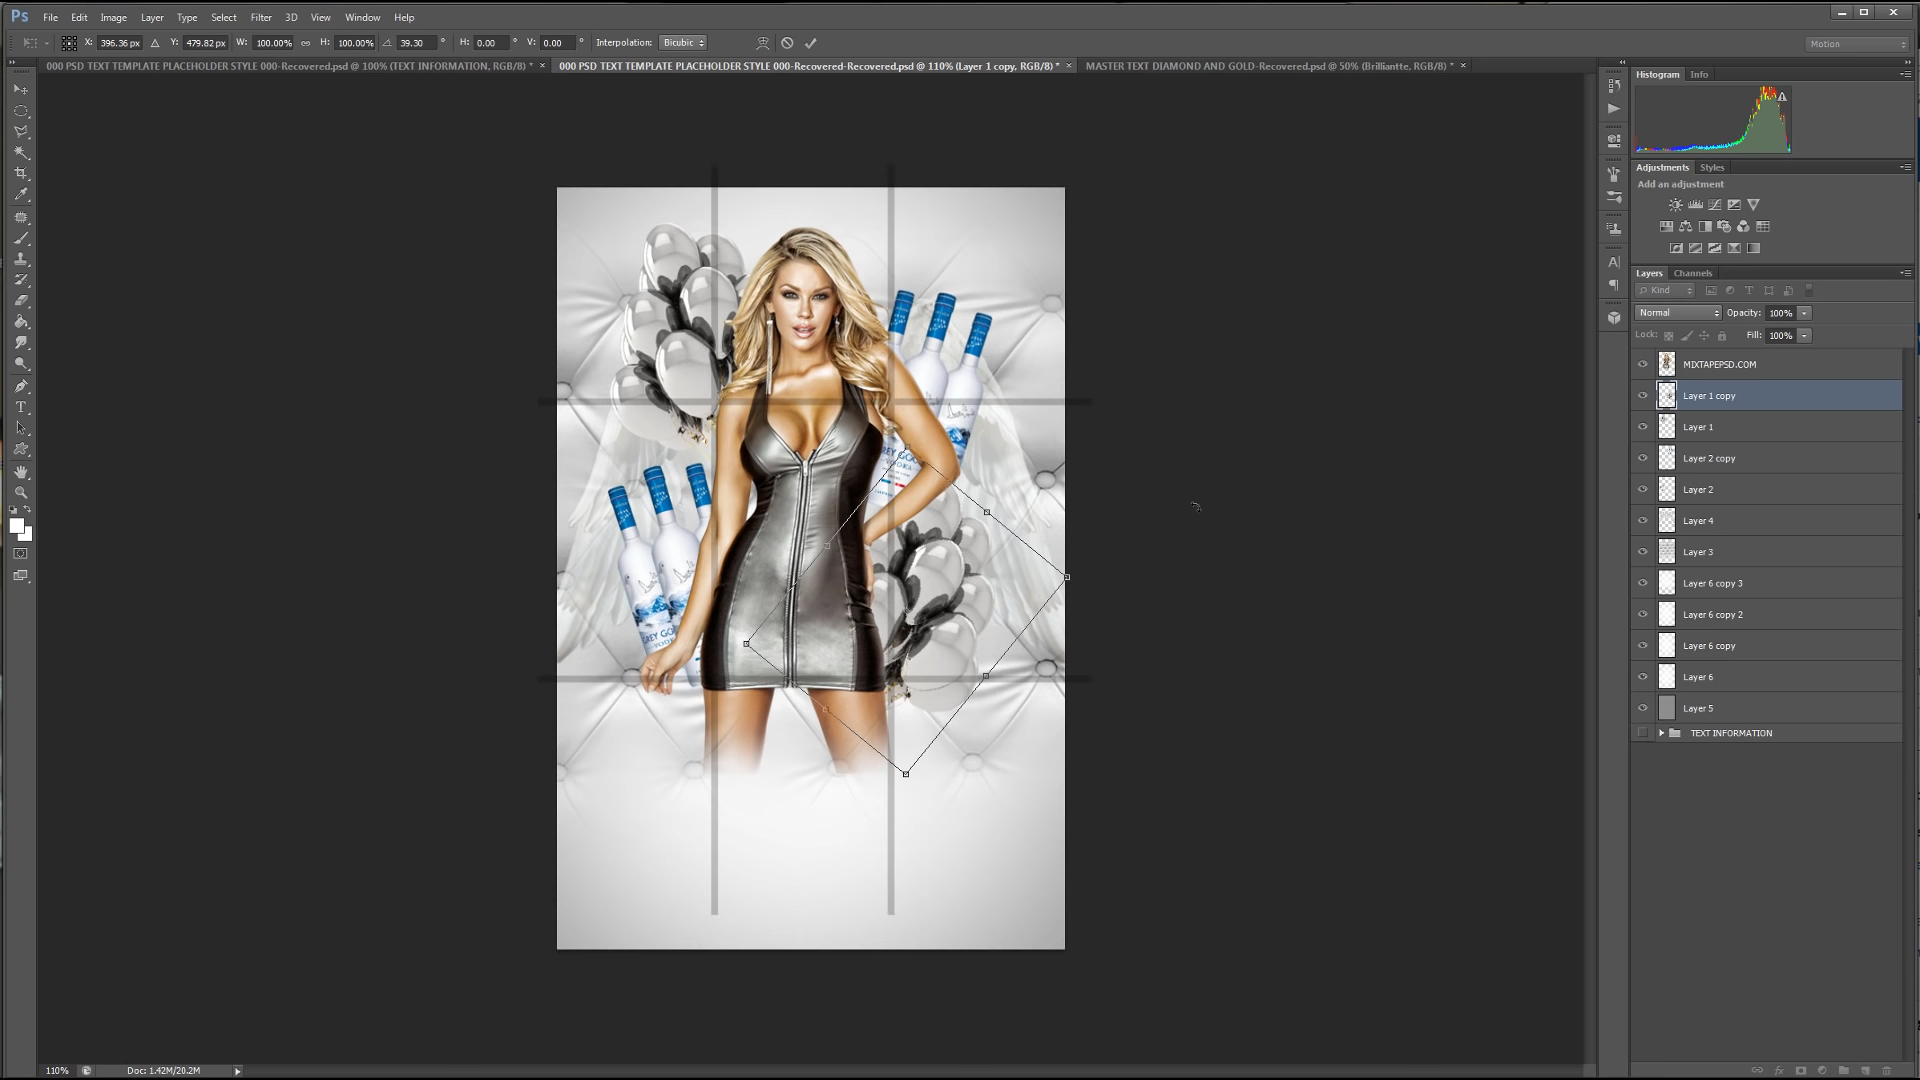 Ps File Edit Image Layer Type Select Filter 3D View Window Help
X: 396.36 px Y: 479.82 px W: 100.00% H: 100.00% 39.30 ° H: 0.00 ° V: 0.00 ° Interpolation: Bicubic Motion
000 PSD TEXT TEMPLATE PLACEHOLDER STYLE 000-Recovered.psd @ 100% (TEXT INFORMATION, RGB/8) * × 000 PSD TEXT TEMPLATE PLACEHOLDER STYLE 000-Recovered-Recovered.psd @ 110% (Layer 1 copy, RGB/8) * × MASTER TEXT DIAMOND AND GOLD-Recovered.psd @ 50% (Brilliantte, RGB/8) * ×
Histogram Info
Adjustments Styles
Add an adjustment
Layers Channels
Kind
Normal Opacity: 100%
Lock: Fill: 100%
MIXTAPEPSD.COM
Layer 1 copy
Layer 1
Layer 2 copy
Layer 2
Layer 4
Layer 3
Layer 6 copy 3
Layer 6 copy 2
Layer 6 copy
Layer 6
Layer 5
TEXT INFORMATION
VODKA
110% Doc: 1.42M/20.2M